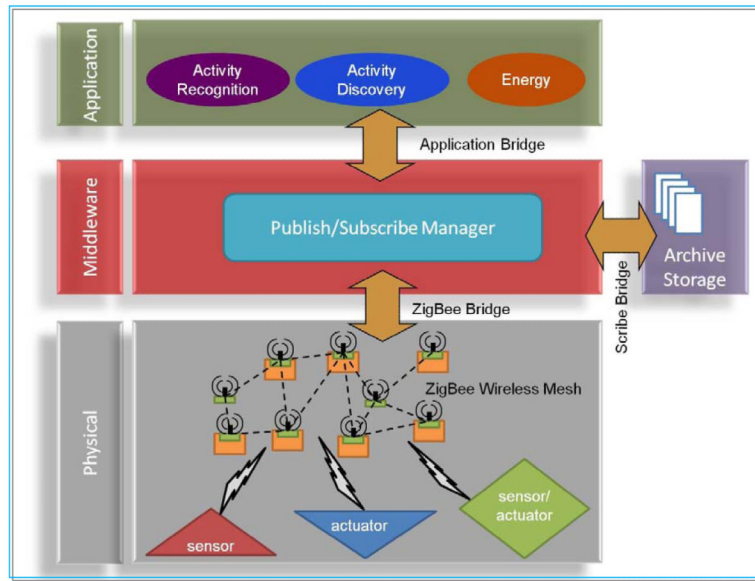 Application
Activity
Recognition
Activity
Discovery
Energy
Application Bridge
Middleware
Publish/Subscribe Manager
Archive
Storage
Scribe Bridge
ZigBee Bridge
Physical
ZigBee Wireless Mesh
sensor
actuator
sensor/
actuator